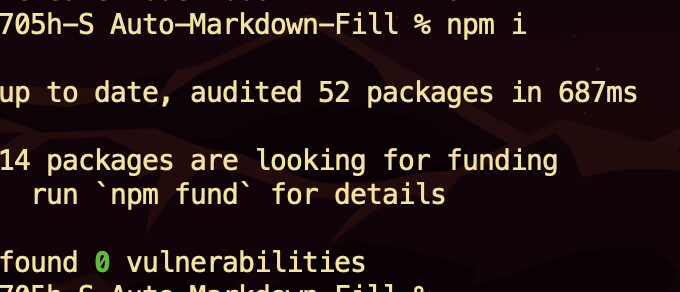 705h-S Auto-Markdown-Fill % npm i
up to date, audited 52 packages in 687ms
14 packages are looking for funding
run `npm fund` for details
found 0 vulnerabilities
705h-S Auto-Markdown-Fill %